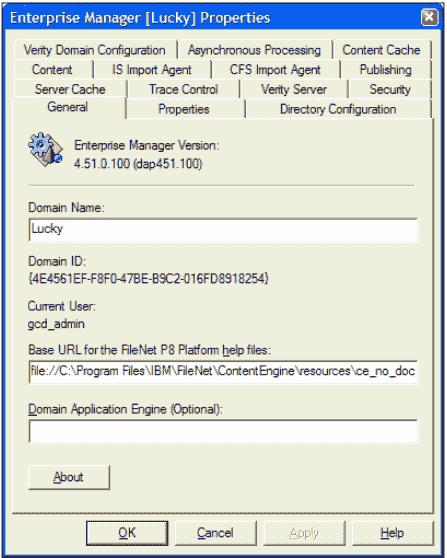 Enterprise Manager [Lucky] Properties
Verity Domain Configuration Asynchronous Processing Content Cache
Content IS Import Agent CFS Import Agent Publishing
Server Cache Trace Control Verity Server Security
General Properties Directory Configuration
Enterprise Manager Version:
4.51.0.100 (dap451.100)
Domain Name:
Lucky
Domain ID:
{4E4561EF-F8F0-47BE-B9C2-016FD8918254}
Current User:
gcd_admin
Base URL for the FileNet P8 Platform help files:
file://C:\Program Files\IBM\FileNet\ContentEngine\resources\ce_no_doc
Domain Application Engine (Optional):
About
OK Cancel Apply Help